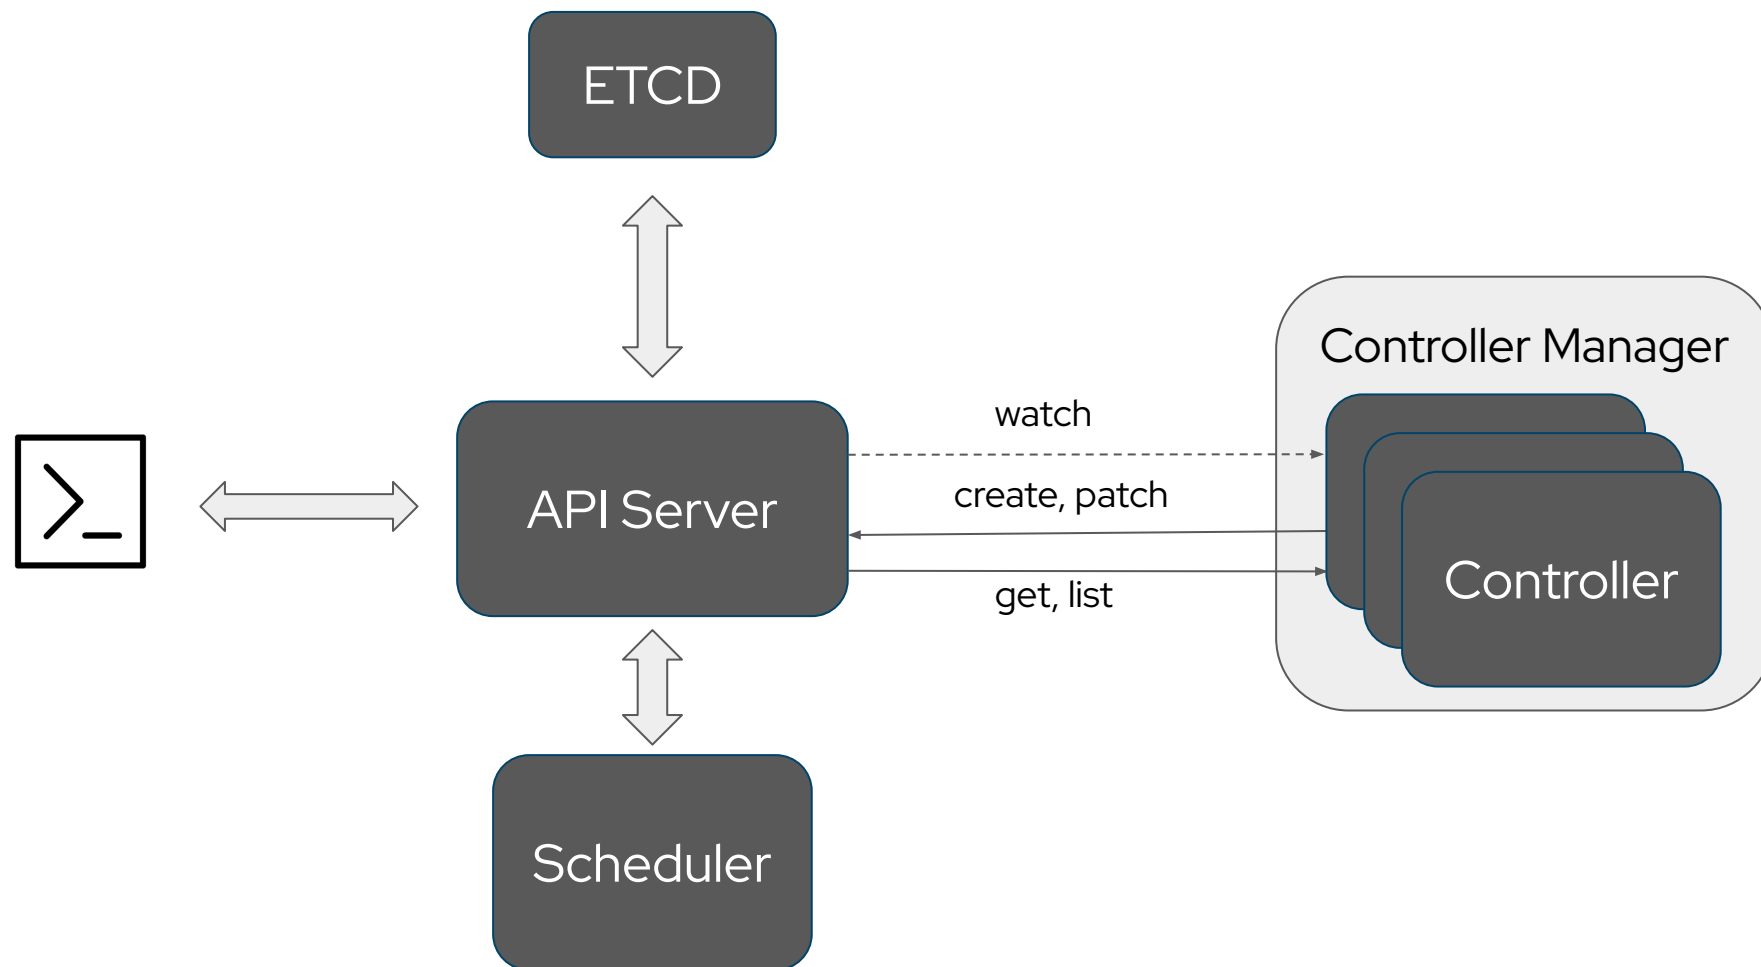 ETCD
Controller Manager
watch
create, patch
API Server
get, list
Controller
Scheduler